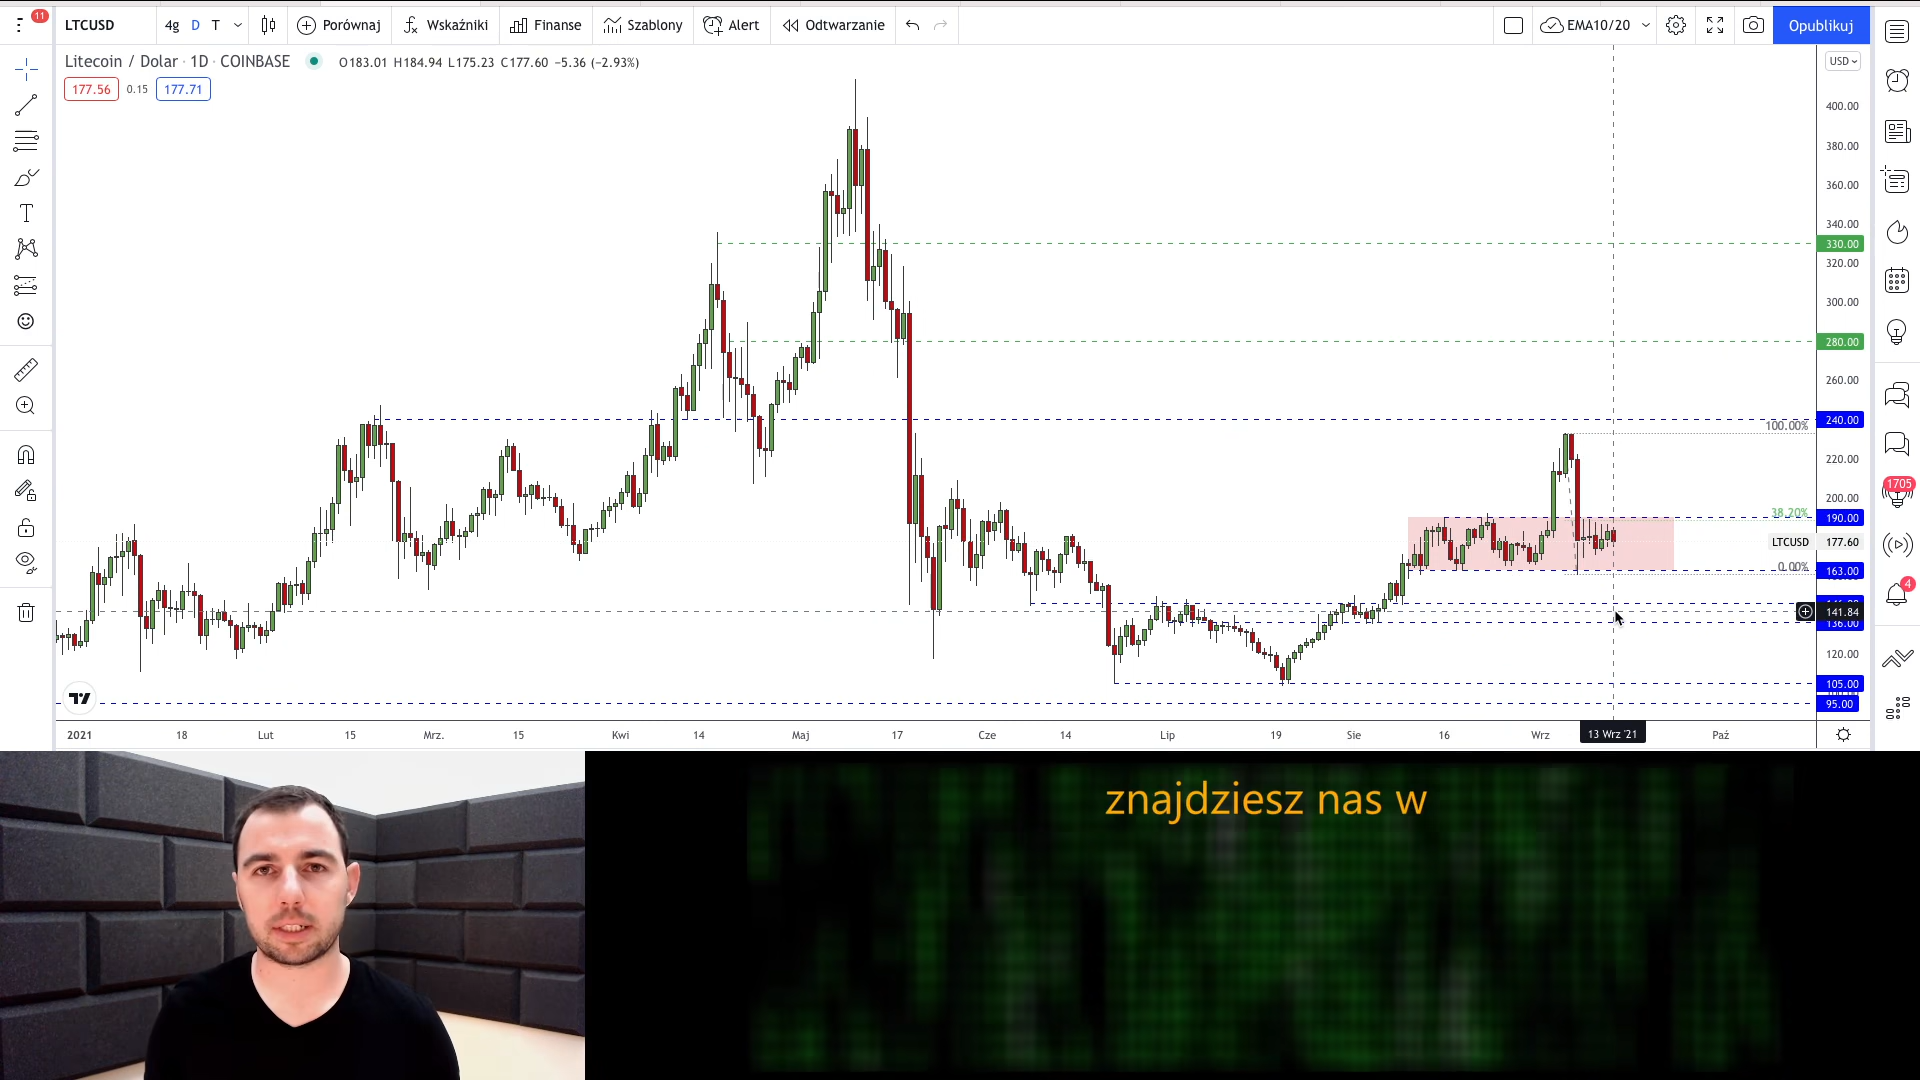 11
LTCUSD
4g D T
Porównaj
Wskaźniki
Finanse
Szablony
Alert
Odtwarzanie
EMA10/20
Opublikuj
Litecoin / Dolar · 1D · COINBASE
O183.01 H184.94 L175.23 C177.60 −5.36 (−2.93%)
USD
177.56 0.15 177.71
400.00
380.00
360.00
340.00
330.00
320.00
300.00
280.00
260.00
240.00
100.00%
220.00
200.00
38.20%
190.00
LTCUSD 177.60
0.00%
163.00
141.84
136.00
120.00
105.00
95.00
1705
4
2021 18 Lut 15 Mrz. 15 Kwi 14 Maj 17 Cze 14 Lip 19 Sie 16 Wrz 13 Wrz '21 Paź
znajdziesz nas w